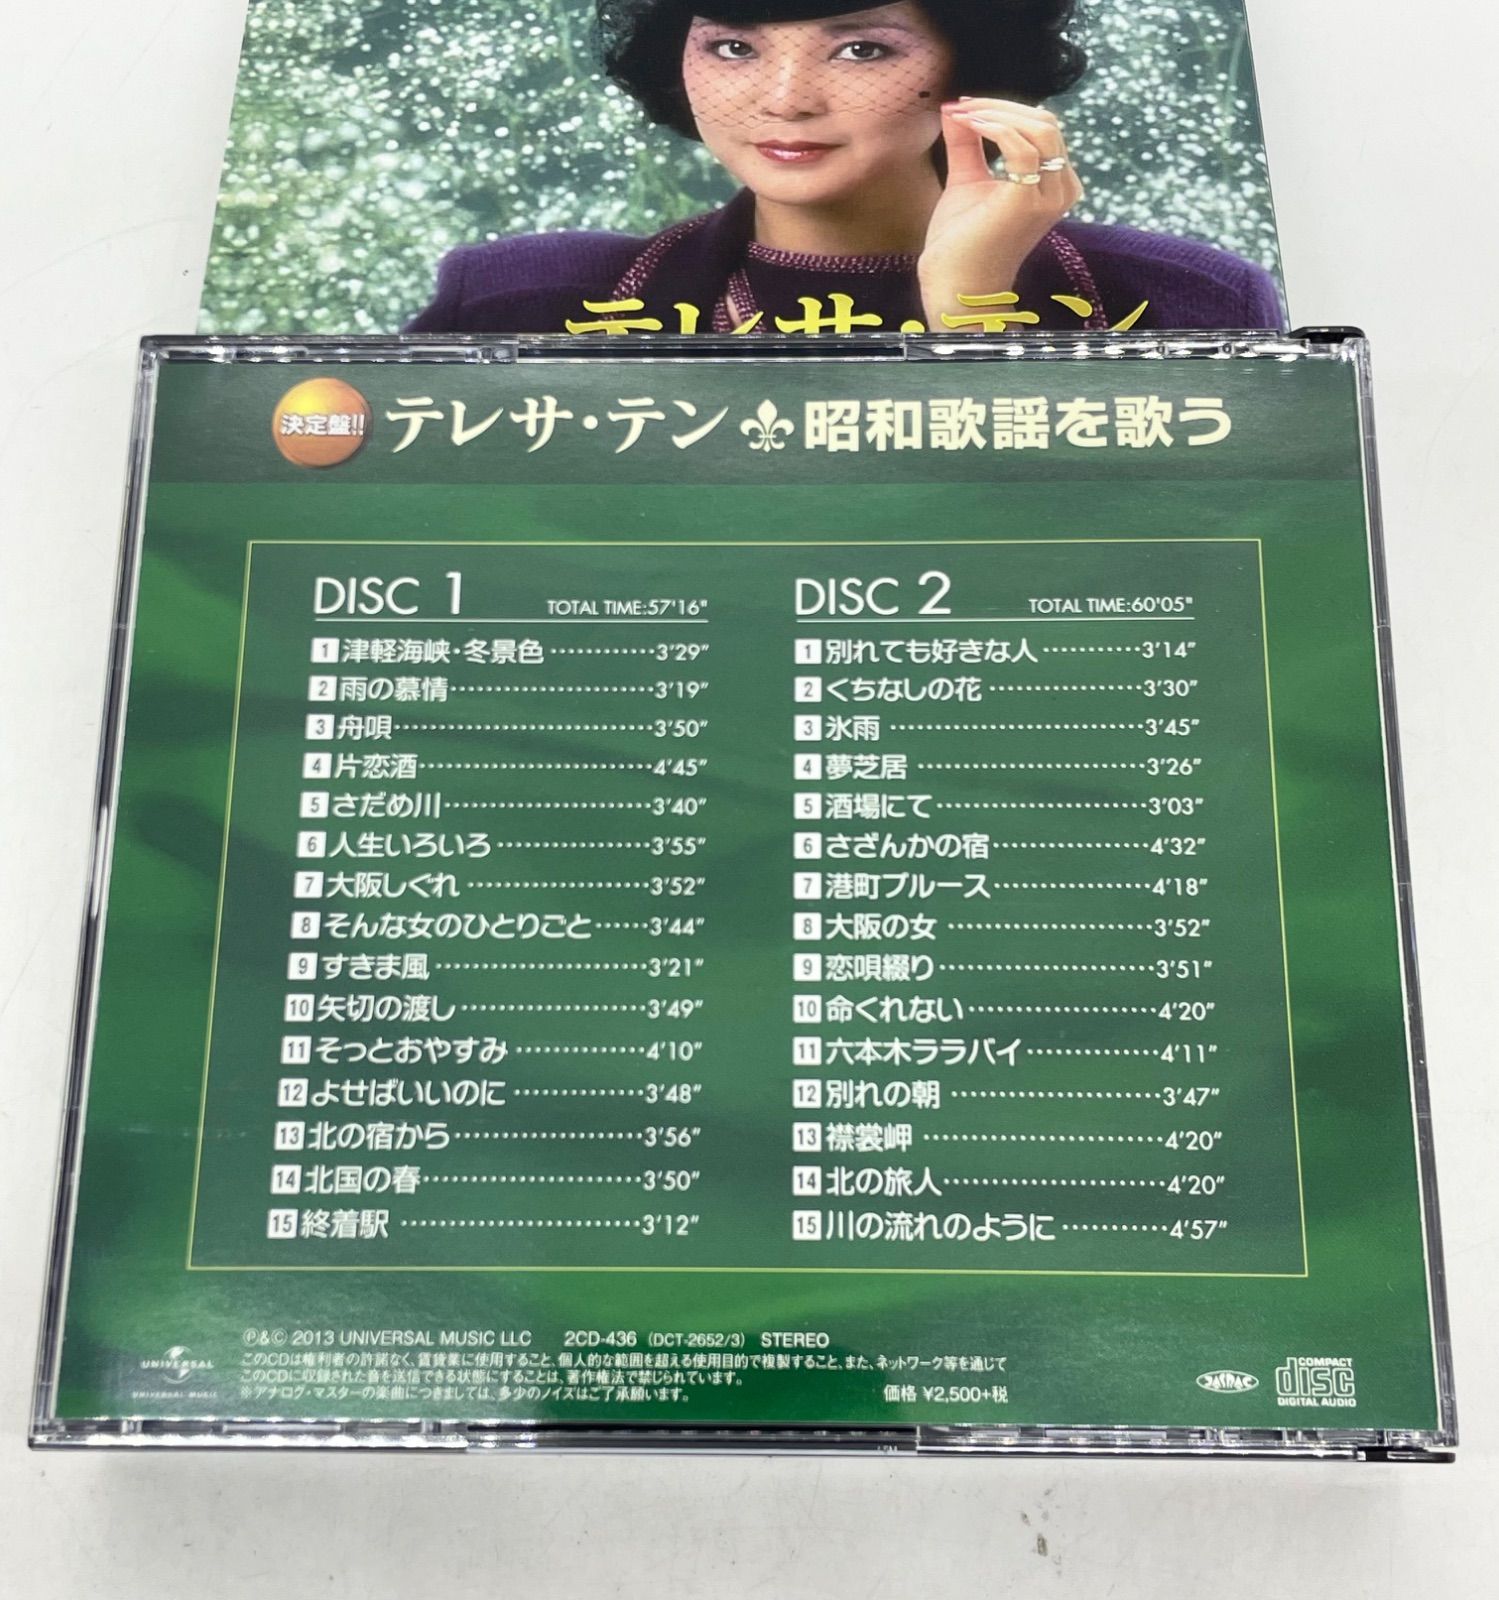 テレサ・テン
決定盤!! テレサ・テン 昭和歌謡を歌う
DISC 1 TOTAL TIME:57'16"
1 津軽海峡・冬景色 3'29"
2 雨の慕情 3'19"
3 舟唄 3'50"
4 片恋酒 4'45"
5 さだめ川 3'40"
6 人生いろいろ 3'55"
7 大阪しぐれ 3'52"
8 そんな女のひとりごと 3'44"
9 すきま風 3'21"
10 矢切の渡し 3'49"
11 そっとおやすみ 4'10"
12 よせばいいのに 3'48"
13 北の宿から 3'56"
14 北国の春 3'50"
15 終着駅 3'12"
DISC 2 TOTAL TIME:60'05"
1 別れても好きな人 3'14"
2 くちなしの花 3'30"
3 氷雨 3'45"
4 夢芝居 3'26"
5 酒場にて 3'03"
6 さざんかの宿 4'32"
7 港町ブルース 4'18"
8 大阪の女 3'52"
9 恋唄綴り 3'51"
10 命くれない 4'20"
11 六本木ララバイ 4'11"
12 別れの朝 3'47"
13 襟裳岬 4'20"
14 北の旅人 4'20"
15 川の流れのように 4'57"
UNIVERSAL
UNIVERSAL MUSIC
℗&© 2013 UNIVERSAL MUSIC LLC 2CD-436 (DCT-2652/3) STEREO
このCDは権利者の許諾なく、賃貸業に使用すること、個人的な範囲を超える使用目的で複製すること、また、ネットワーク等を通じて
このCDに収録された音を送信できる状態にすることは、著作権法で禁じられています。
※アナログ・マスターの楽曲につきましては、多少のノイズはご了承願います。
価格 ¥2,500+税
JASRAC
COMPACT
disc
DIGITAL AUDIO